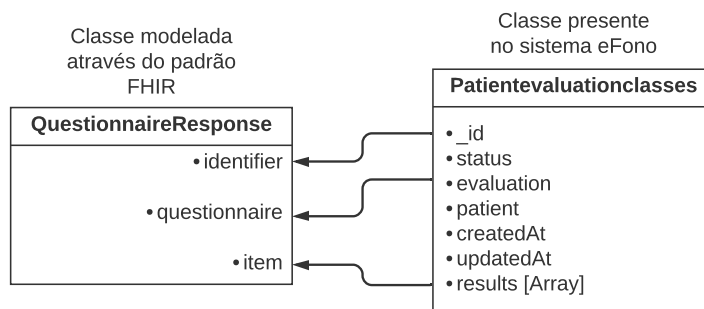 Classe modelada
através do padrão
FHIR
QuestionnaireResponse
• identifier
• questionnaire
• item
Classe presente
no sistema eFono
Patientevaluationclasses
• _id
• status
• evaluation
• patient
• createdAt
• updatedAt
• results [Array]